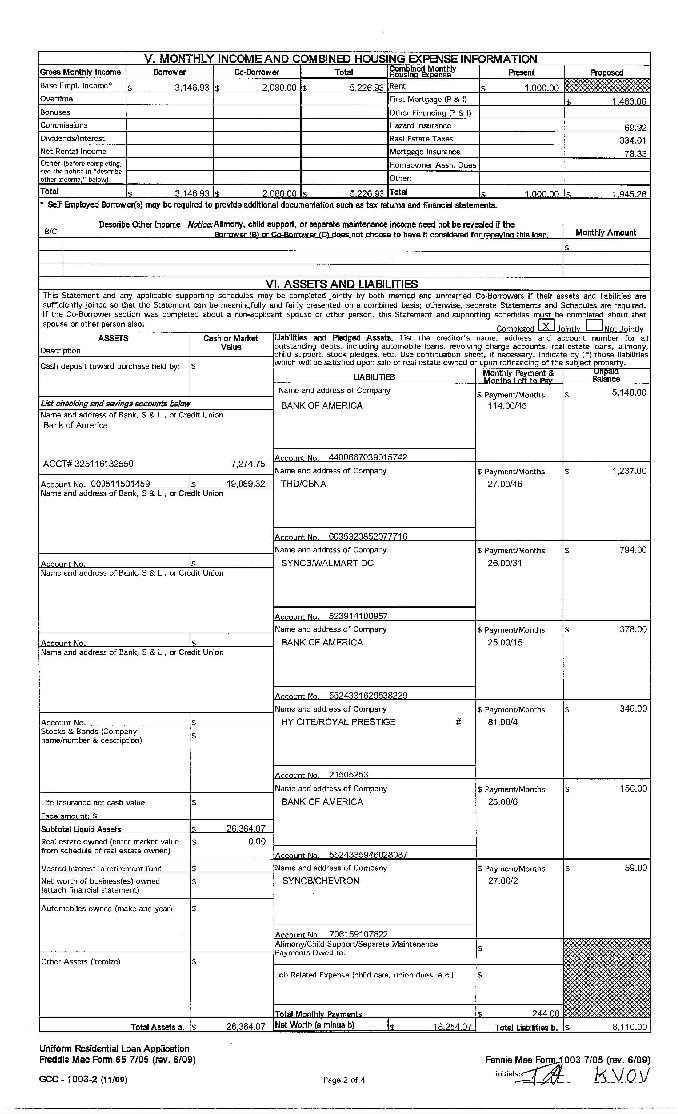 V. MONTHLY INCOME AND COMBINED HOUSING EXPENSE INFORMATION
Gross Monthly Income Borrower Co-Borrower Total Combined Monthly Housing Expense Present Proposed
Base Empl. Income* $ 3,146.93 $ 2,080.00 $ 5,226.93 Rent $ 1,000.00
Overtime First Mortgage (P & I) $ 1,463.00
Bonuses Other Financing (P & I)
Commissions Hazard Insurance 69.92
Dividends/Interest Real Estate Taxes 334.01
Net Rental Income Mortgage Insurance 78.33
Other (before completing, see the notice in "describe other income," below) Homeowner Assn. Dues
Other:
Total $ 3,146.93 $ 2,080.00 $ 5,226.93 Total $ 1,000.00 $ 1,945.26
* Self Employed Borrower(s) may be required to provide additional documentation such as tax returns and financial statements.
Describe Other Income Notice: Alimony, child support, or separate maintenance income need not be revealed if the
B/C Borrower (B) or Co-Borrower (C) does not choose to have it considered for repaying this loan. Monthly Amount
$
VI. ASSETS AND LIABILITIES
This Statement and any applicable supporting schedules may be completed jointly by both married and unmarried Co-Borrowers if their assets and liabilities are
sufficiently joined so that the Statement can be meaningfully and fairly presented on a combined basis; otherwise, separate Statements and Schedules are required.
If the Co-Borrower section was completed about a non-applicant spouse or other person, this Statement and supporting schedules must be completed about that
spouse or other person also.
Completed X Jointly Not Jointly
ASSETS Cash or Market Value
Description
Liabilities and Pledged Assets. List the creditor's name, address and account number for all
outstanding debts, including automobile loans, revolving charge accounts, real estate loans, alimony,
child support, stock pledges, etc. Use continuation sheet, if necessary. Indicate by (*) those liabilities
which will be satisfied upon sale of real estate owned or upon refinancing of the subject property.
Cash deposit toward purchase held by: $
LIABILITIES Monthly Payment & Months Left to Pay Unpaid Balance
Name and address of Company $ Payment/Months $ 5,140.00
List checking and savings accounts below
BANK OF AMERICA 114.00/45
Name and address of Bank, S & L, or Credit Union
Bank of America
Account No. 4400667039015742
ACCT# 325116132550 7,274.75
Name and address of Company $ Payment/Months $ 1,237.00
Account No. 000511501459 $ 19,089.32
THD/CBNA 27.00/46
Name and address of Bank, S & L, or Credit Union
Account No. 6035320852077716
Name and address of Company $ Payment/Months $ 794.00
Account No. $
SYNCB/WALMART DC 26.00/31
Name and address of Bank, S & L, or Credit Union
Account No. 523914100957
Name and address of Company $ Payment/Months $ 378.00
Account No. $
BANK OF AMERICA 25.00/15
Name and address of Bank, S & L, or Credit Union
Account No. 5524331629538229
Name and address of Company $ Payment/Months $ 346.00
Account No. $
HY CITE/ROYAL PRESTIGE # 81.00/4
Stocks & Bonds (Company name/number & description) $
Account No. 21505253
Name and address of Company $ Payment/Months $ 156.00
Life insurance net cash value $
BANK OF AMERICA 25.00/6
Face amount: $
Subtotal Liquid Assets $ 26,364.07
Real estate owned (enter market value from schedule of real estate owned) $ 0.00
Account No. 5524335946028087
Vested interest in retirement fund $
Name and address of Company $ Payment/Months $ 59.00
Net worth of business(es) owned (attach financial statement) $
SYNCB/CHEVRON 27.00/2
Automobiles owned (make and year) $
Account No. 708159107822
Alimony/Child Support/Separate Maintenance Payments Owed to: $
Other Assets (itemize) $
Job Related Expense (child care, union dues, etc.) $
Total Monthly Payments $ 244.00
Total Assets a. $ 26,364.07 Net Worth (a minus b) $ 18,254.07 Total Liabilities b. $ 8,110.00
Uniform Residential Loan Application
Freddie Mac Form 65 7/05 (rev. 6/09) Fannie Mae Form 1003 7/05 (rev. 6/09)
Initials: KVOV
GCC - 1003-2 (11/09) Page 2 of 4